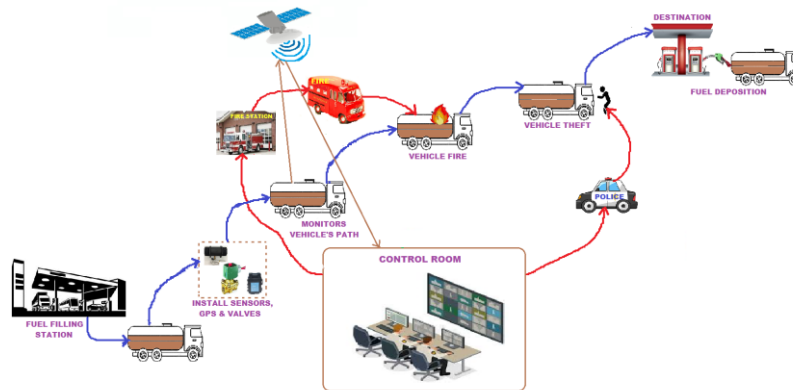 DESTINATION
FUEL DEPOSITION
FIRE
FIRE STATION
VEHICLE THEFT
VEHICLE FIRE
POLICE
MONITORS
VEHICLE'S PATH
CONTROL ROOM
INSTALL SENSORS,
GPS & VALVES
FUEL FILLING
STATION